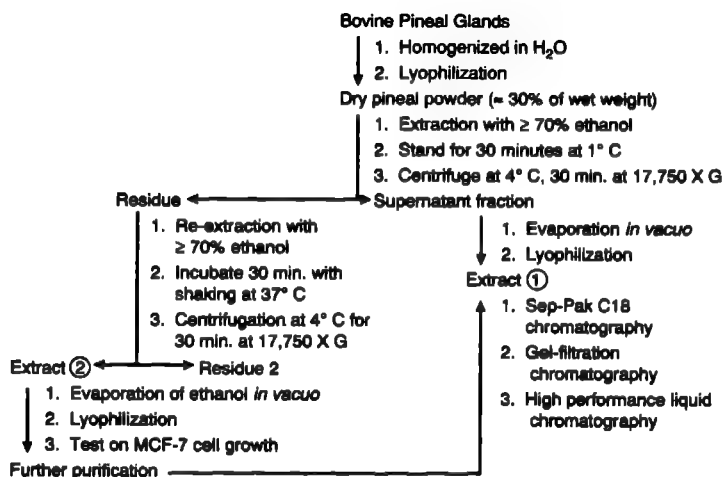 Bovine Pineal Glands
1. Homogenized in H₂O
2. Lyophilization
Dry pineal powder (≈ 30% of wet weight)
1. Extraction with ≥ 70% ethanol
2. Stand for 30 minutes at 1° C
3. Centrifuge at 4° C, 30 min. at 17,750 X G
Residue
Supernatant fraction
1. Re-extraction with
≥ 70% ethanol
2. Incubate 30 min. with
shaking at 37° C
3. Centrifugation at 4° C for
30 min. at 17,750 X G
1. Evaporation in vacuo
2. Lyophilization
Extract ①
1. Sep-Pak C18
chromatography
2. Gel-filtration
chromatography
3. High performance liquid
chromatography
Extract ②
Residue 2
1. Evaporation of ethanol in vacuo
2. Lyophilization
3. Test on MCF-7 cell growth
Further purification